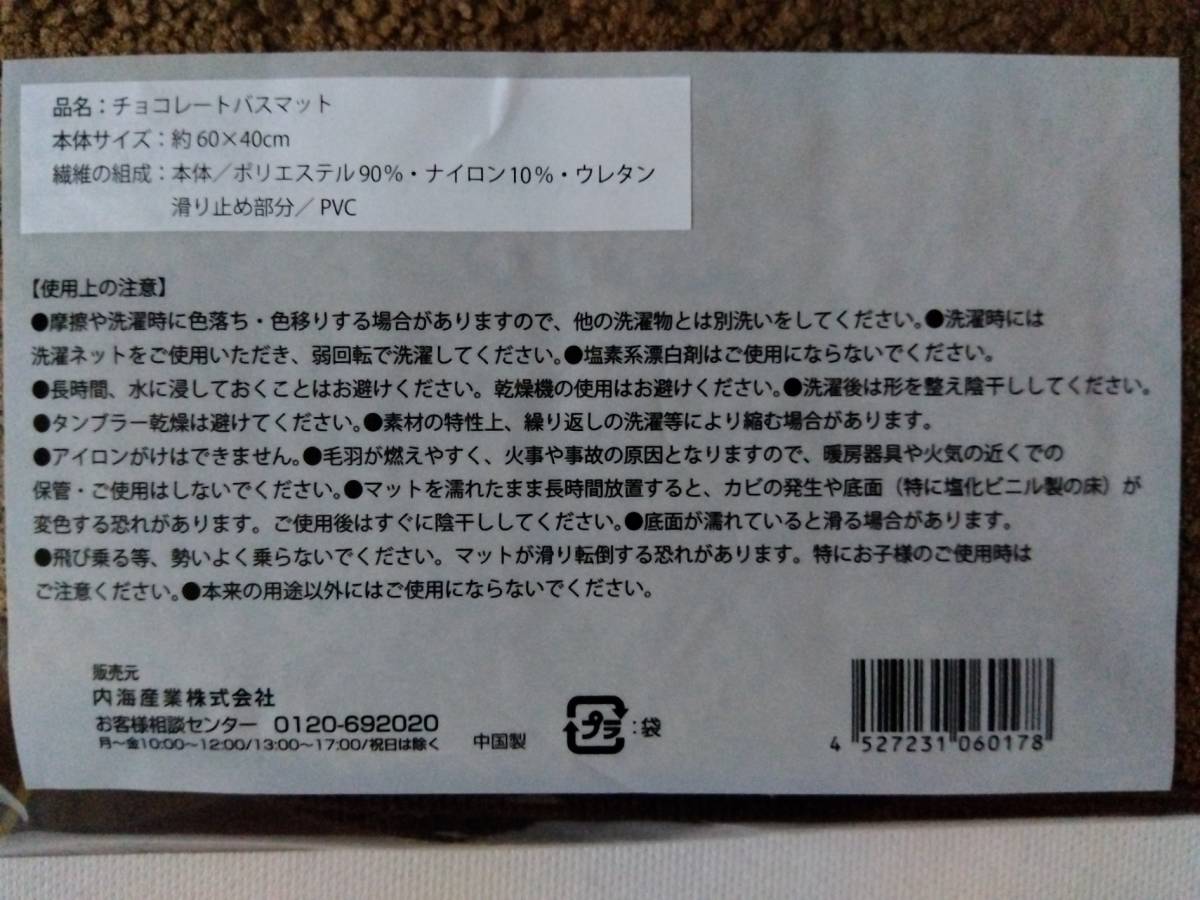 品名：チョコレートバスマット
本体サイズ：約60×40cm
繊維の組成：本体／ポリエステル90％・ナイロン10％・ウレタン
滑り止め部分／PVC
【使用上の注意】
●摩擦や洗濯時に色落ち・色移りする場合がありますので、他の洗濯物とは別洗いをしてください。●洗濯時には
洗濯ネットをご使用いただき、弱回転で洗濯してください。●塩素系漂白剤はご使用にならないでください。
●長時間、水に浸しておくことはお避けください。乾燥機の使用はお避けください。●洗濯後は形を整え陰干ししてください。
●タンブラー乾燥は避けてください。●素材の特性上、繰り返しの洗濯等により縮む場合があります。
●アイロンがけはできません。●毛羽が燃えやすく、火事や事故の原因となりますので、暖房器具や火気の近くでの
保管・ご使用はしないでください。●マットを濡れたまま長時間放置すると、カビの発生や底面（特に塩化ビニル製の床）が
変色する恐れがあります。ご使用後はすぐに陰干ししてください。●底面が濡れていると滑る場合があります。
●飛び乗る等、勢いよく乗らないでください。マットが滑り転倒する恐れがあります。特にお子様のご使用時は
ご注意ください。●本来の用途以外にはご使用にならないでください。
販売元
内海産業株式会社
お客様相談センター 0120-692020
月～金10:00～12:00/13:00～17:00/祝日は除く
中国製
プラ：袋
4 527231 060178